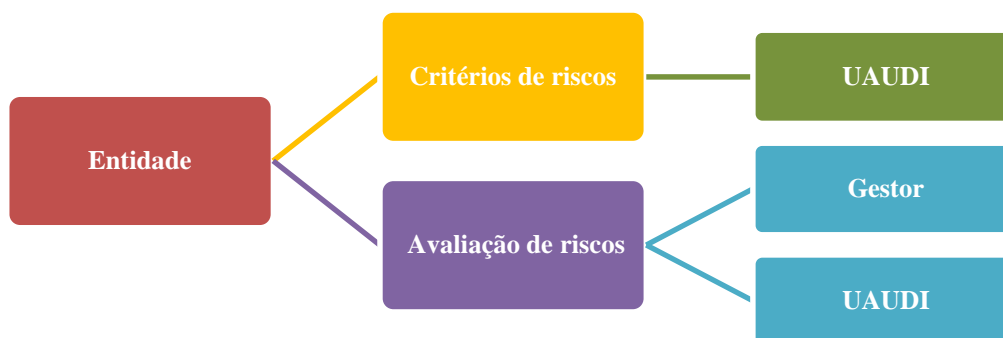 Entidade
Critérios de riscos
UAUDI
Avaliação de riscos
Gestor
UAUDI